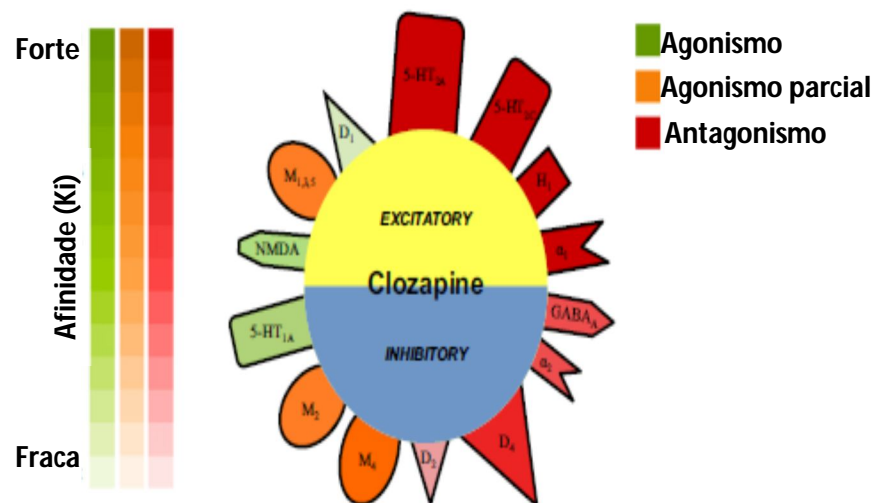 Forte
Afinidade (Ki)
Fraca
Agonismo
Agonismo parcial
Antagonismo
5-HT2A
5-HT2C
H1
α1
GABAA
α2
D4
D2
M4
M2
5-HT1A
NMDA
M1,3,5
D1
EXCITATORY
Clozapine
INHIBITORY